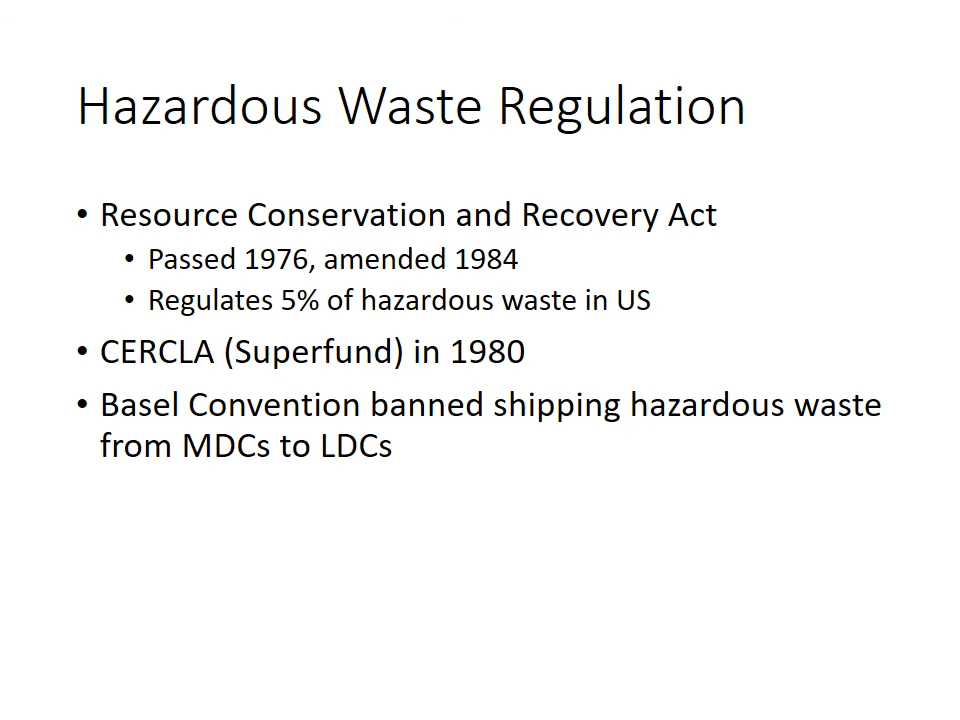 Hazardous Waste Regulation
• Resource Conservation and Recovery Act
• Passed 1976, amended 1984
• Regulates 5% of hazardous waste in US
• CERCLA (Superfund) in 1980
• Basel Convention banned shipping hazardous waste
from MDCs to LDCs